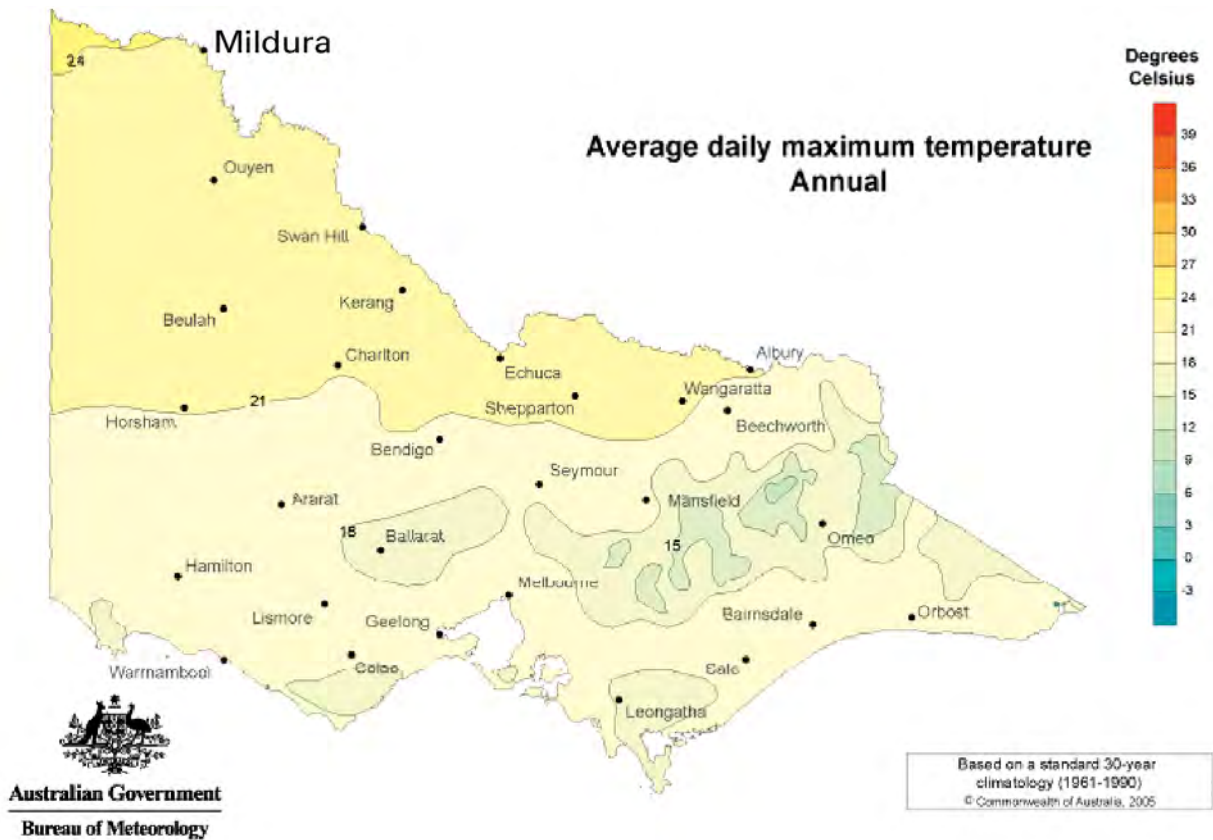 Mildura
24
Degrees
Celsius
Average daily maximum temperature
Annual
39
36
33
30
27
24
21
18
15
12
9
6
3
0
-3
Ouyen
Swan Hill
Kerang
Beulah
Charlton
Echuca
Albury
Wangaratta
21
Horsham
Shepparton
Beechworth
Bendigo
Seymour
Ararat
Mansfield
18
Ballarat
15
Omeo
Hamilton
Melbourne
Lismore
Geelong
Bairnsdale
Orbost
Warrnambool
Colac
Sale
Leongatha
Australian Government
Bureau of Meteorology
Based on a standard 30-year
climatology (1961-1990)
© Commonwealth of Australia, 2005